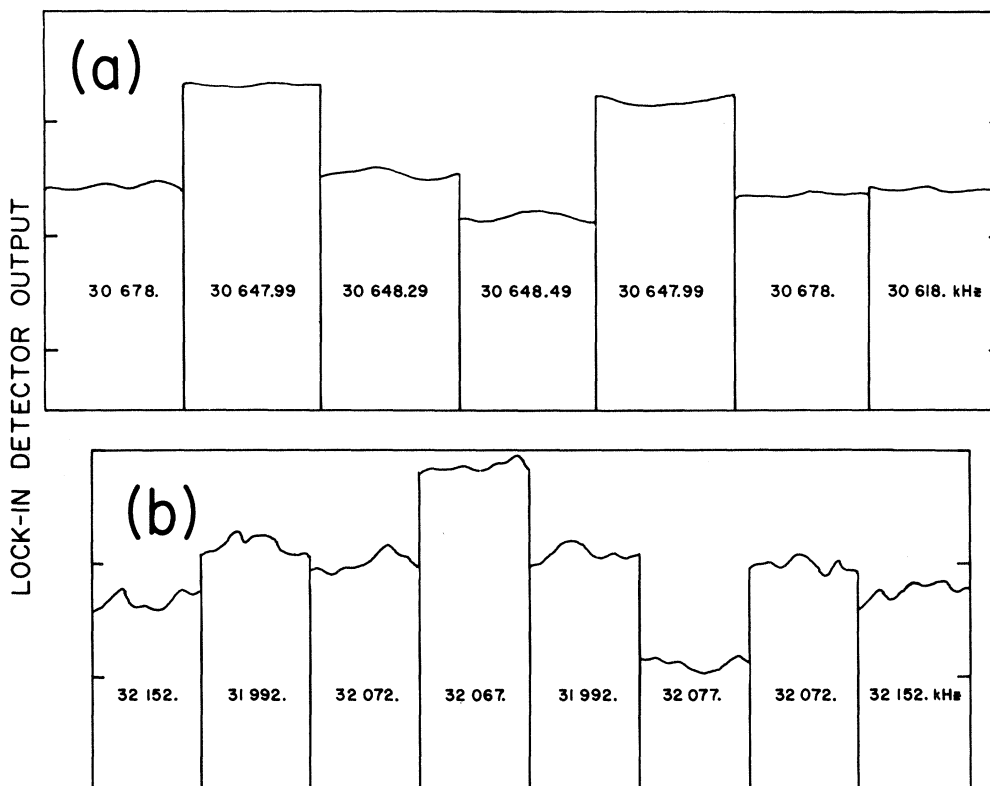 (a)
LOCK-IN DETECTOR OUTPUT
30 678. 30 647.99 30 648.29 30 648.49 30 647.99 30 678. 30 618. kHz
(b)
32 152. 31 992. 32 072. 32 067. 31 992. 32 077. 32 072. 32 152. kHz